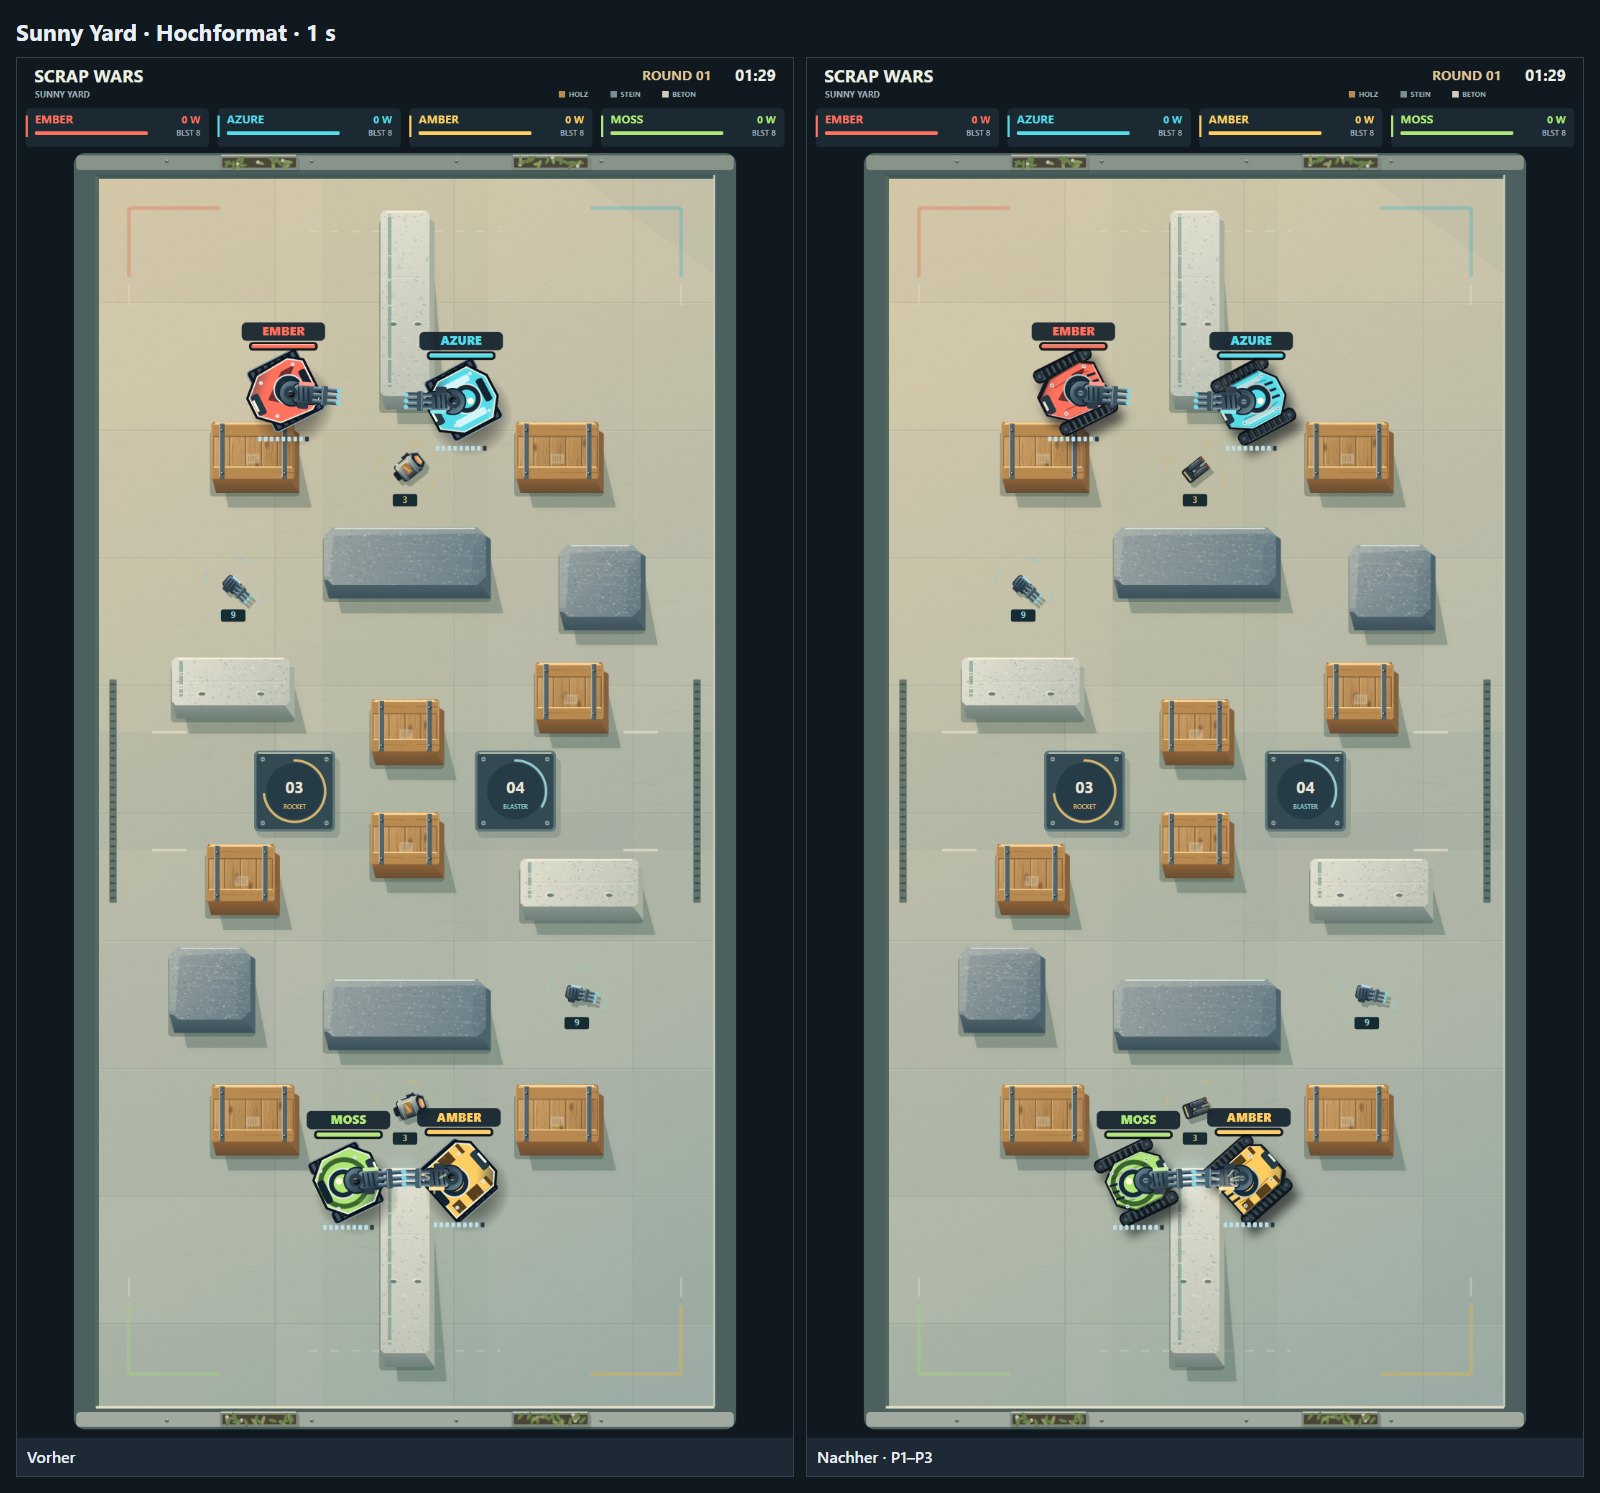 Sunny Yard · Hochformat · 1 s
SCRAP WARS
ROUND 01 01:29
SUNNY YARD
HOLZ STEIN BETON
EMBER 0 W
BLST 8
AZURE 0 W
BLST 8
AMBER 0 W
BLST 8
MOSS 0 W
BLST 8
EMBER
AZURE
3
9
03
ROCKET
04
BLASTER
9
MOSS
AMBER
3
Vorher
SCRAP WARS
ROUND 01 01:29
SUNNY YARD
HOLZ STEIN BETON
EMBER 0 W
BLST 8
AZURE 0 W
BLST 8
AMBER 0 W
BLST 8
MOSS 0 W
BLST 8
EMBER
AZURE
3
9
03
ROCKET
04
BLASTER
9
MOSS
AMBER
3
Nachher · P1–P3